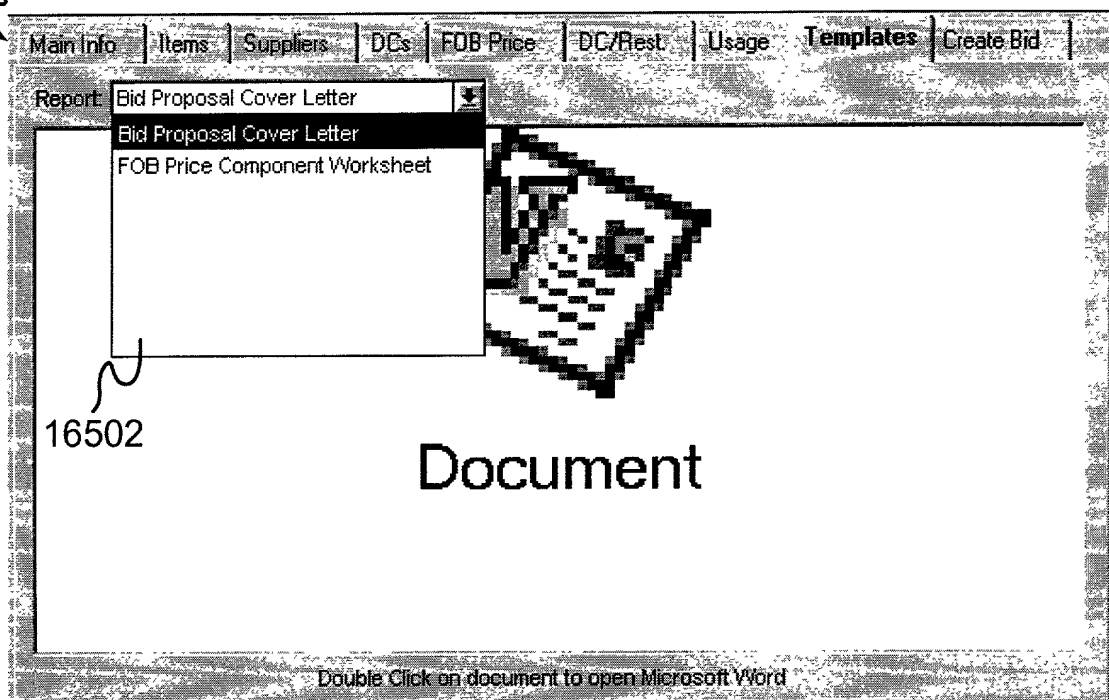 Main Info Items Suppliers DCs FOB Price DC/Rest. Usage Templates Create Bid
Report: Bid Proposal Cover Letter
Bid Proposal Cover Letter
FOB Price Component Worksheet
16502
Document
Double Click on document to open Microsoft Word